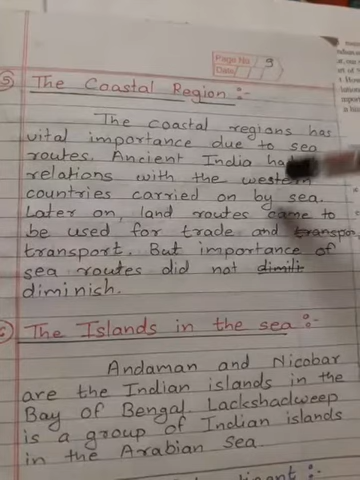 Page No. 9
Date
5) The Coastal Region :-
The coastal regians has
vital importance due to sea
routes. Ancient India had
relations with the western
countries carried on by sea.
Later on, land routes came to
be used for trade and transpor
transport. But importance of
sea routes did not dimili
diminish.
6) The Islands in the sea :-
Andaman and Nicobar
are the Indian islands in the
Bay of Bengal. Lackshadweep
is a group of Indian islands
in the Arabian Sea.